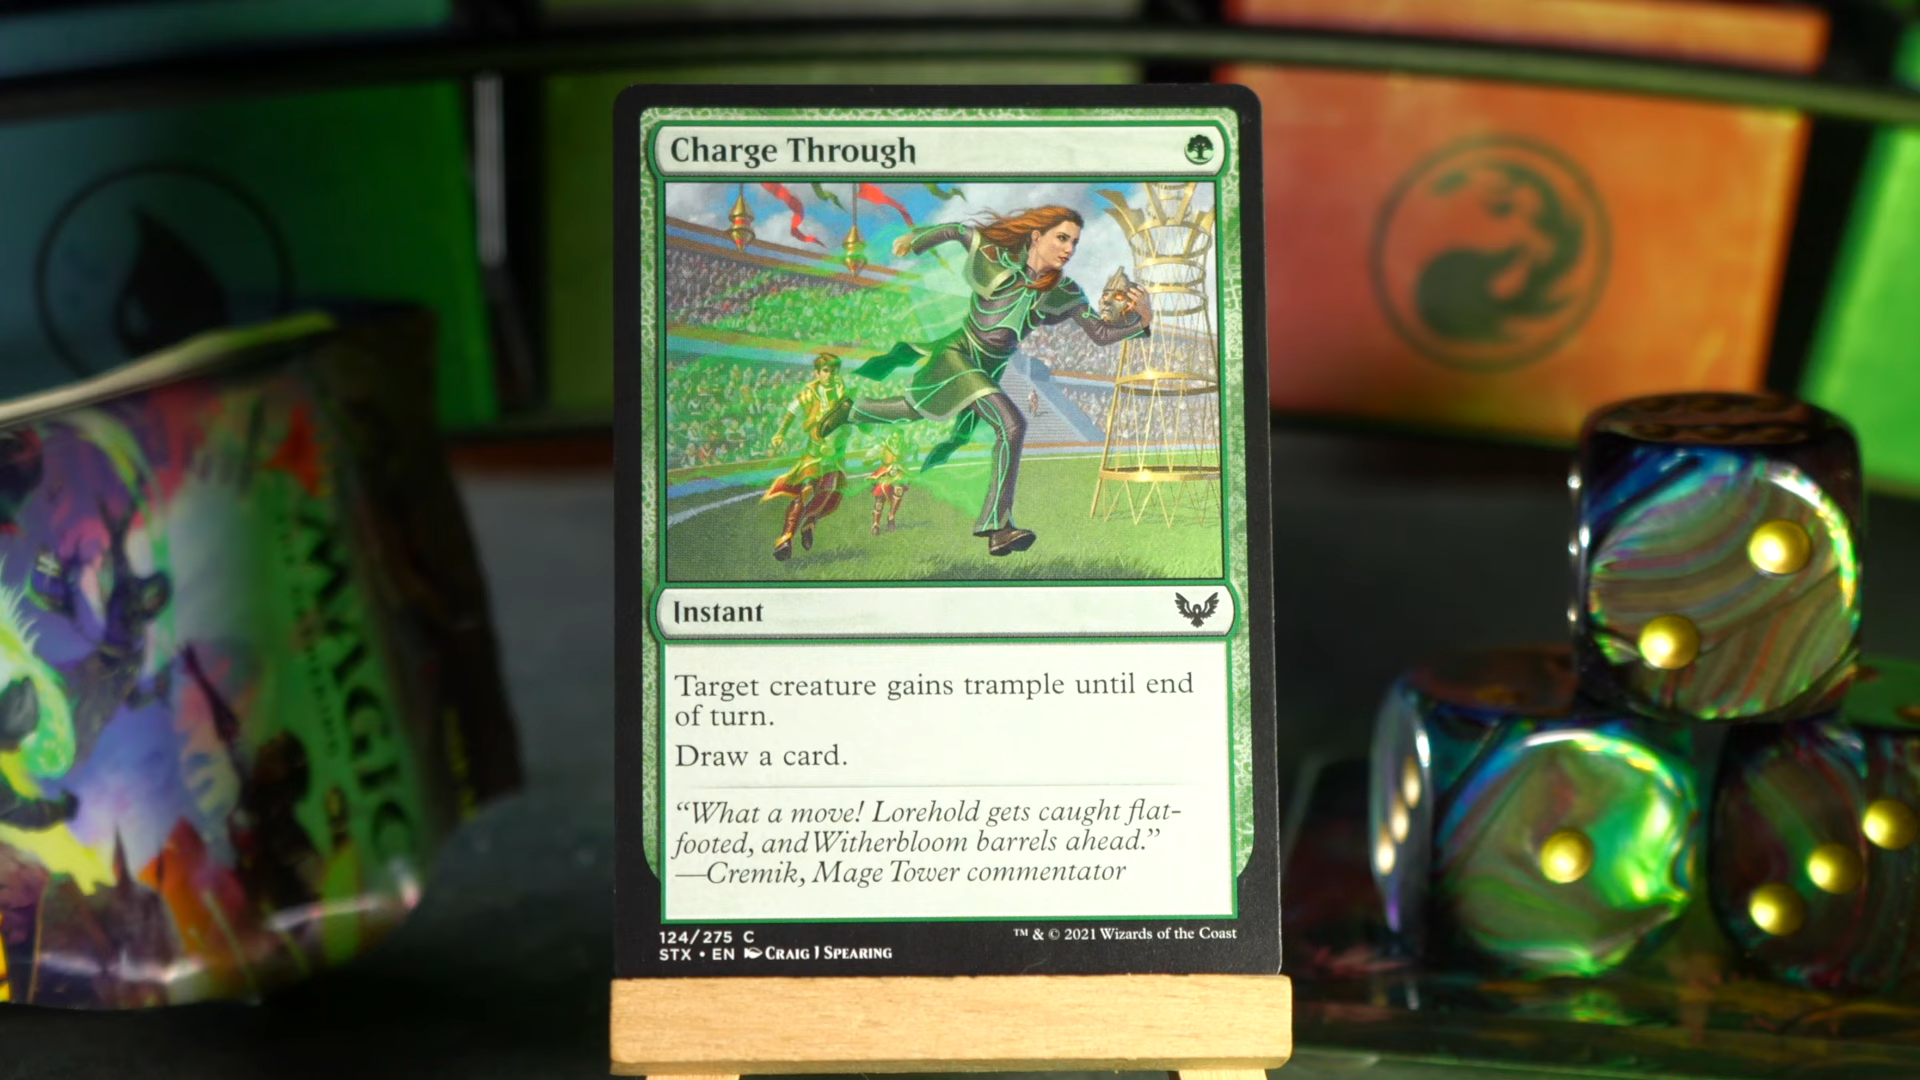 Charge Through
Instant
Target creature gains trample until end
of turn.
Draw a card.
“What a move! Lorehold gets caught flat-
footed, and Witherbloom barrels ahead.”
—Cremik, Mage Tower commentator
124/275 C
STX • EN Craig J Spearing
™ & © 2021 Wizards of the Coast
MAGIC